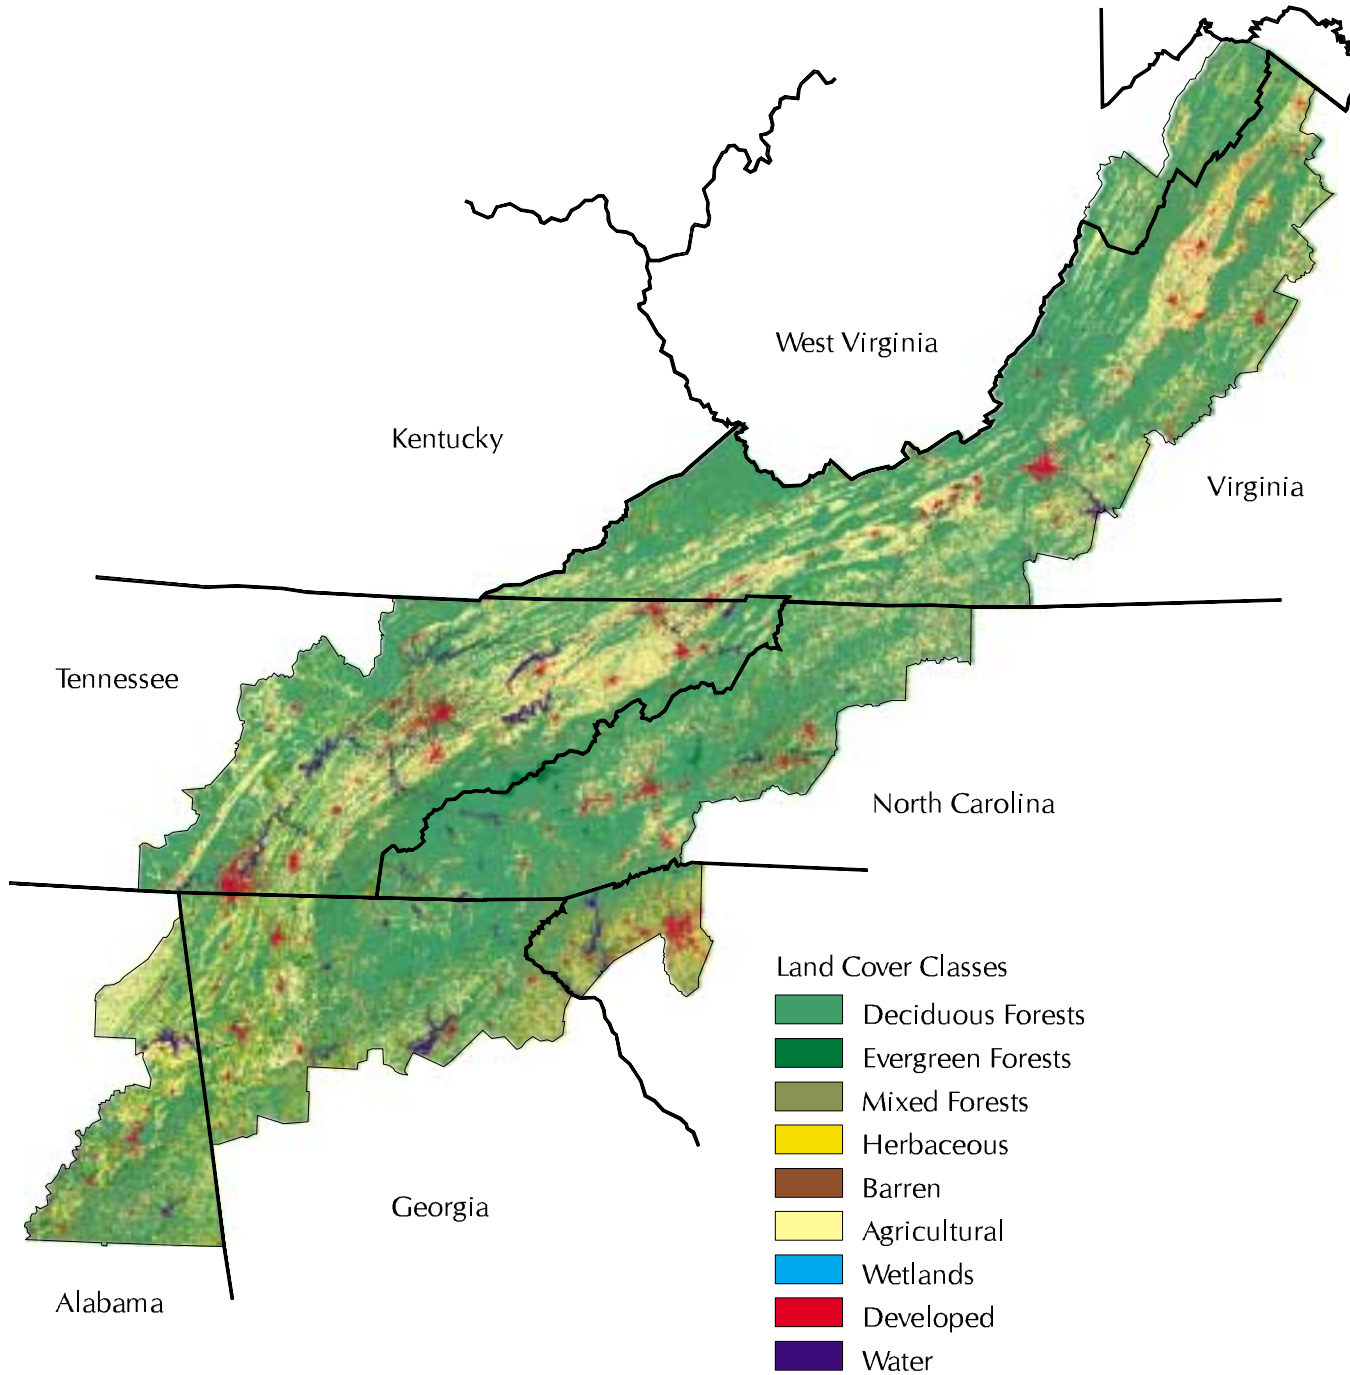 West Virginia
Kentucky
Virginia
Tennessee
North Carolina
Georgia
Alabama
Land Cover Classes
Deciduous Forests
Evergreen Forests
Mixed Forests
Herbaceous
Barren
Agricultural
Wetlands
Developed
Water